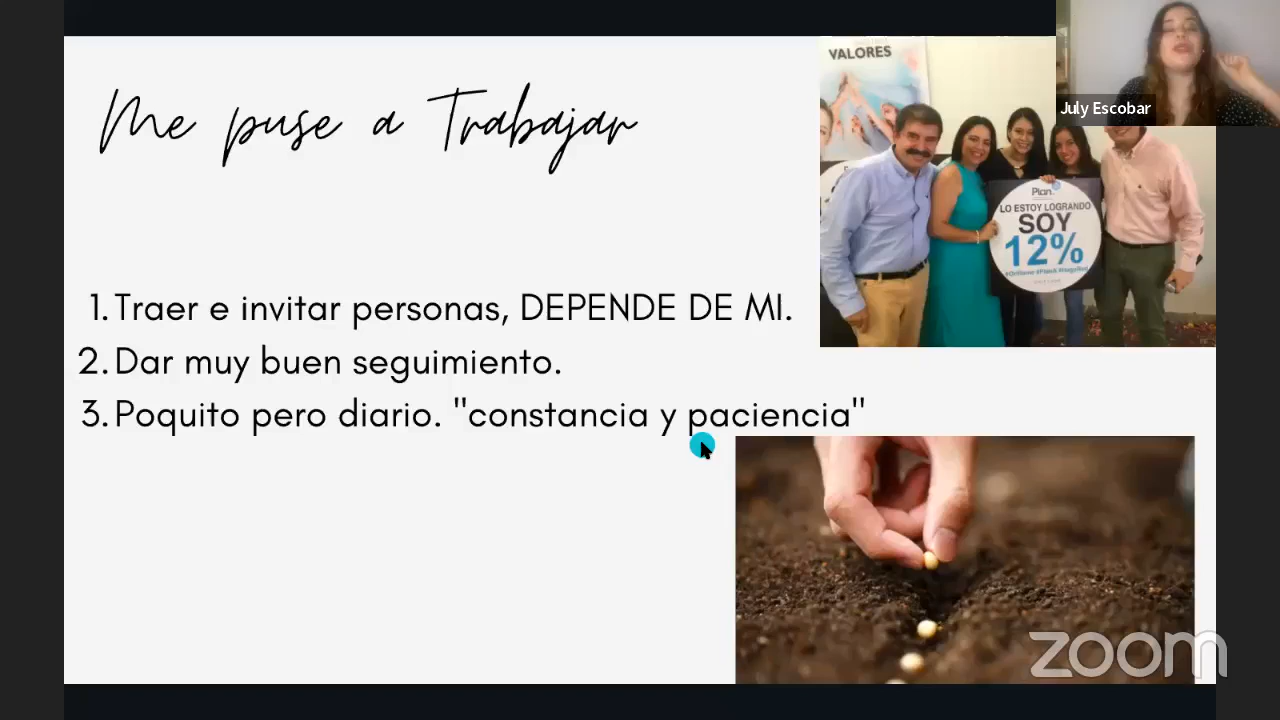 VALORES
July Escobar
Me puse a Trabajar
Plan
LO ESTOY LOGRANDO
SOY
12%
1. Traer e invitar personas, DEPENDE DE MI.
2. Dar muy buen seguimiento.
3. Poquito pero diario. "constancia y paciencia"
zoom